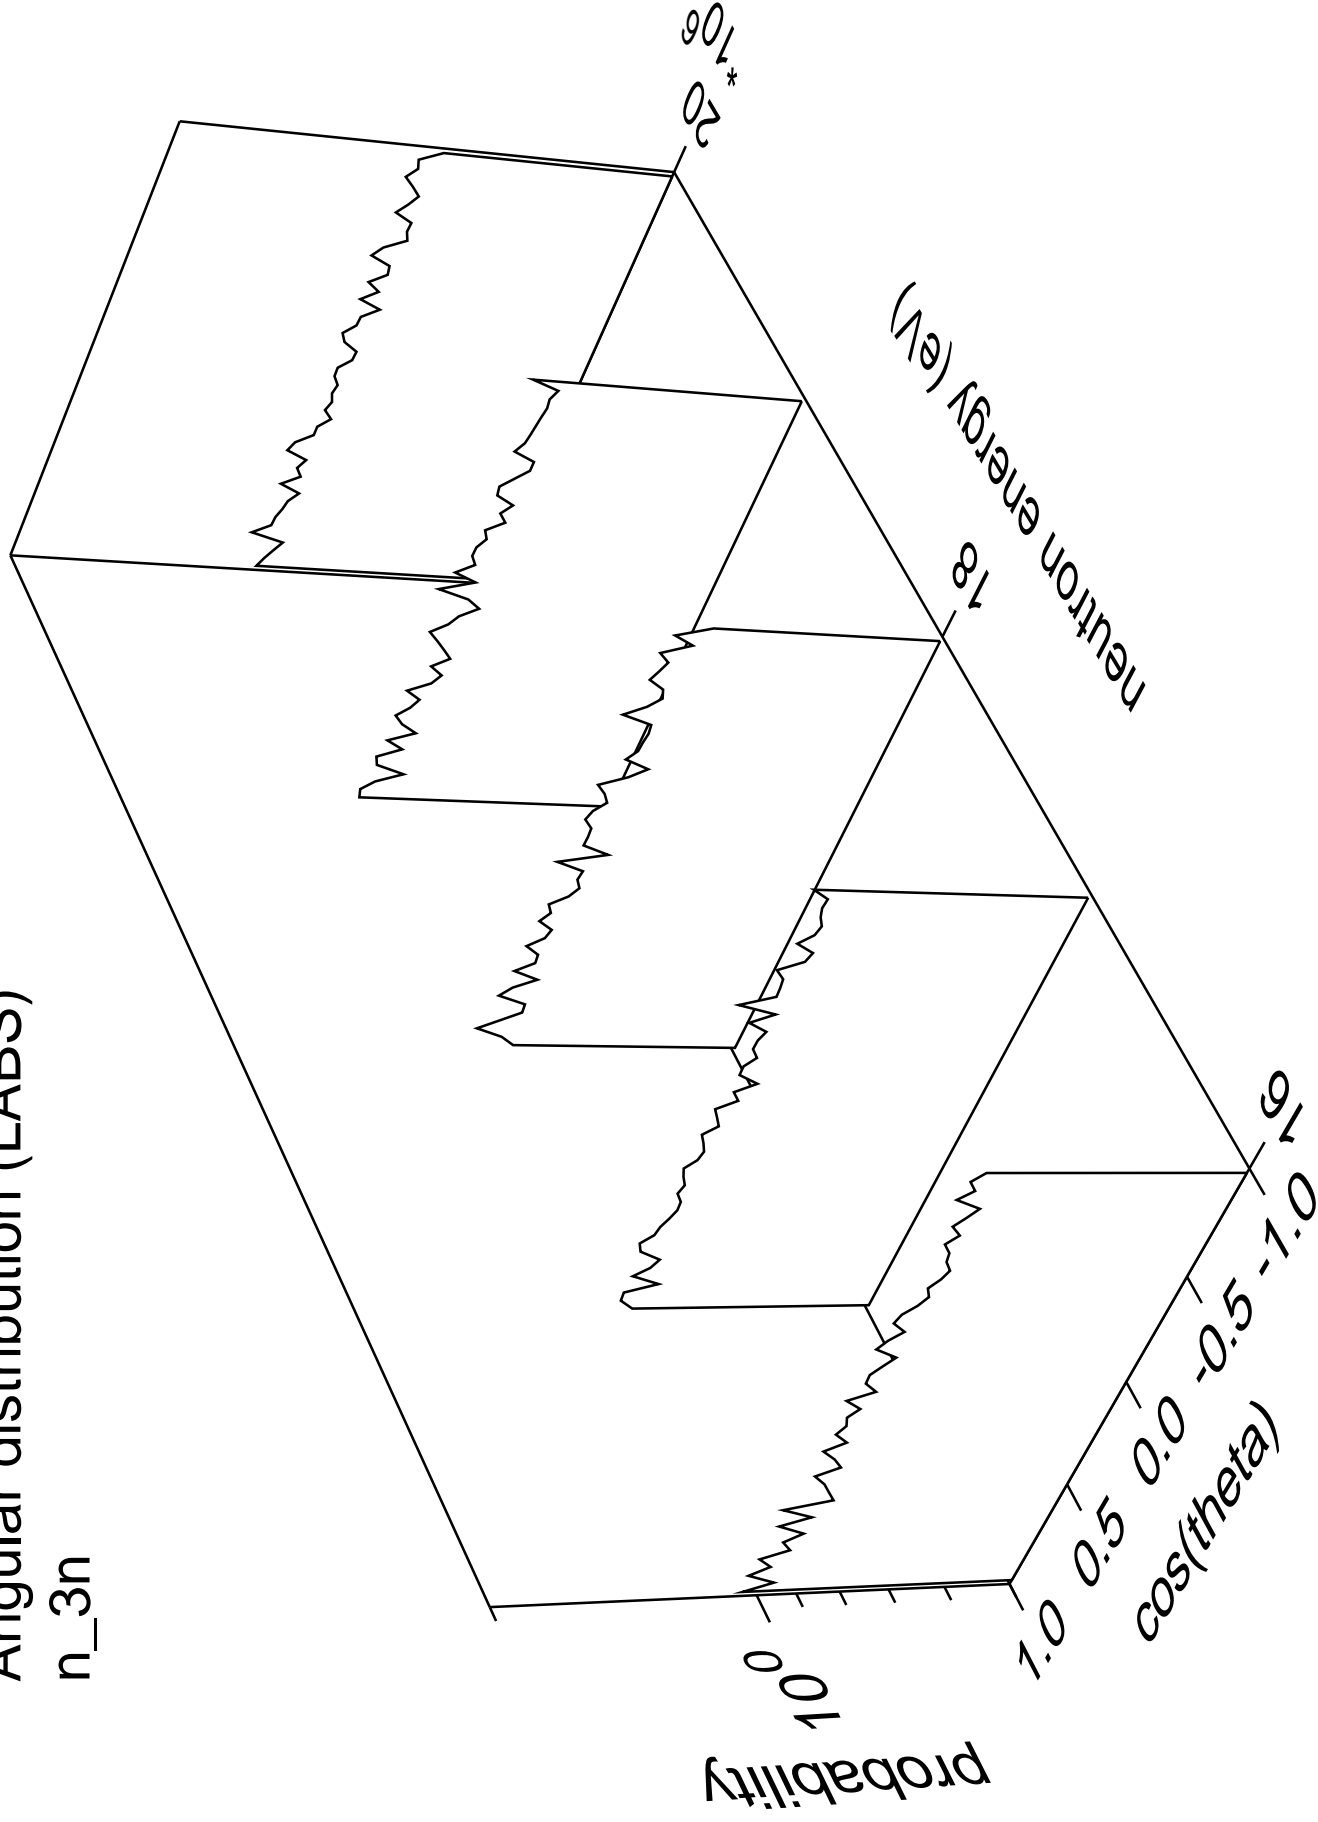 Angular distribution (LABS)
n_3n
probability
10^0
1.0
0.5
0.0
-0.5
-1.0
cos(theta)
16
18
20
*10^6
neutron energy (eV)